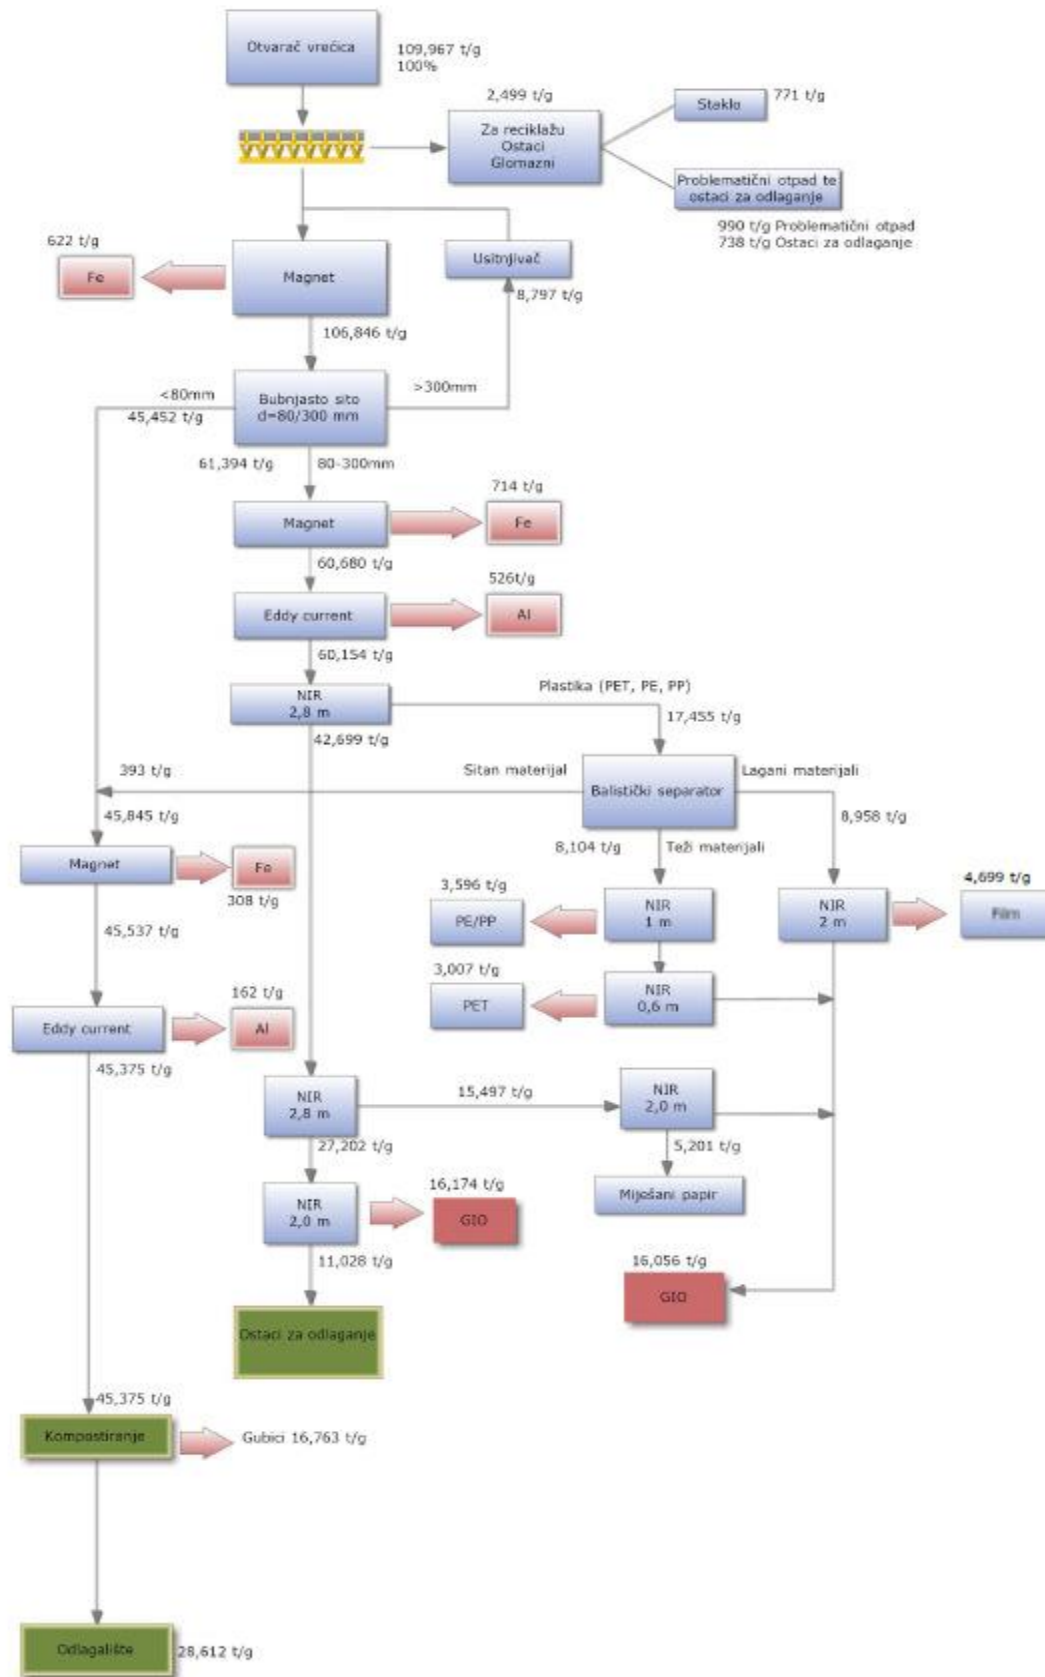 Otvarač vrećica
109,967 t/g
100%
2,499 t/g
Za reciklažu
Ostaci
Glomazni
Staklo
771 t/g
Problematični otpad te
ostaci za odlaganje
990 t/g Problematični otpad
738 t/g Ostaci za odlaganje
622 t/g
Fe
Magnet
Usitnjivač
8,797 t/g
106,846 t/g
<80mm
45,452 t/g
Bubnjasto sito
d=80/300 mm
>300mm
61,394 t/g
80-300mm
714 t/g
Magnet
Fe
60,680 t/g
526t/g
Eddy current
Al
60,154 t/g
NIR
2,8 m
Plastika (PET, PE, PP)
17,455 t/g
42,699 t/g
393 t/g
Sitan materijal
Balistički separator
Lagani materijali
45,845 t/g
8,958 t/g
8,104 t/g
Teži materijali
Magnet
Fe
308 t/g
3,596 t/g
PE/PP
NIR
1 m
NIR
2 m
4,699 t/g
Film
45,537 t/g
3,007 t/g
PET
NIR
0,6 m
162 t/g
Eddy current
Al
45,375 t/g
NIR
2,8 m
15,497 t/g
NIR
2,0 m
27,202 t/g
5,201 t/g
Miješani papir
NIR
2,0 m
16,174 t/g
GIO
11,028 t/g
16,056 t/g
GIO
Ostaci za odlaganje
45,375 t/g
Kompostiranje
Gubici 16,763 t/g
Odlagalište
28,612 t/g